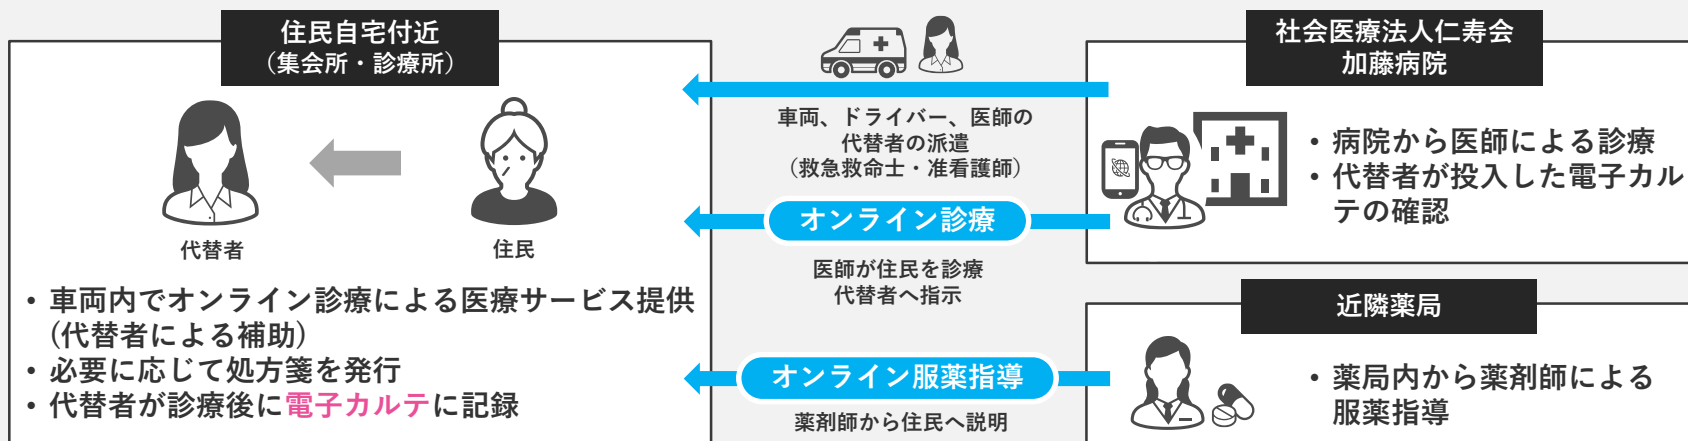 住民自宅付近
（集会所・診療所）
代替者
住民
・車両内でオンライン診療による医療サービス提供
(代替者による補助)
・必要に応じて処方箋を発行
・代替者が診療後に電子カルテに記録
車両、ドライバー、医師の
代替者の派遣
（救急救命士・准看護師）
オンライン診療
医師が住民を診療
代替者へ指示
オンライン服薬指導
薬剤師から住民へ説明
社会医療法人仁寿会
加藤病院
・病院から医師による診療
・代替者が投入した電子カル
テの確認
近隣薬局
・薬局内から薬剤師による
服薬指導